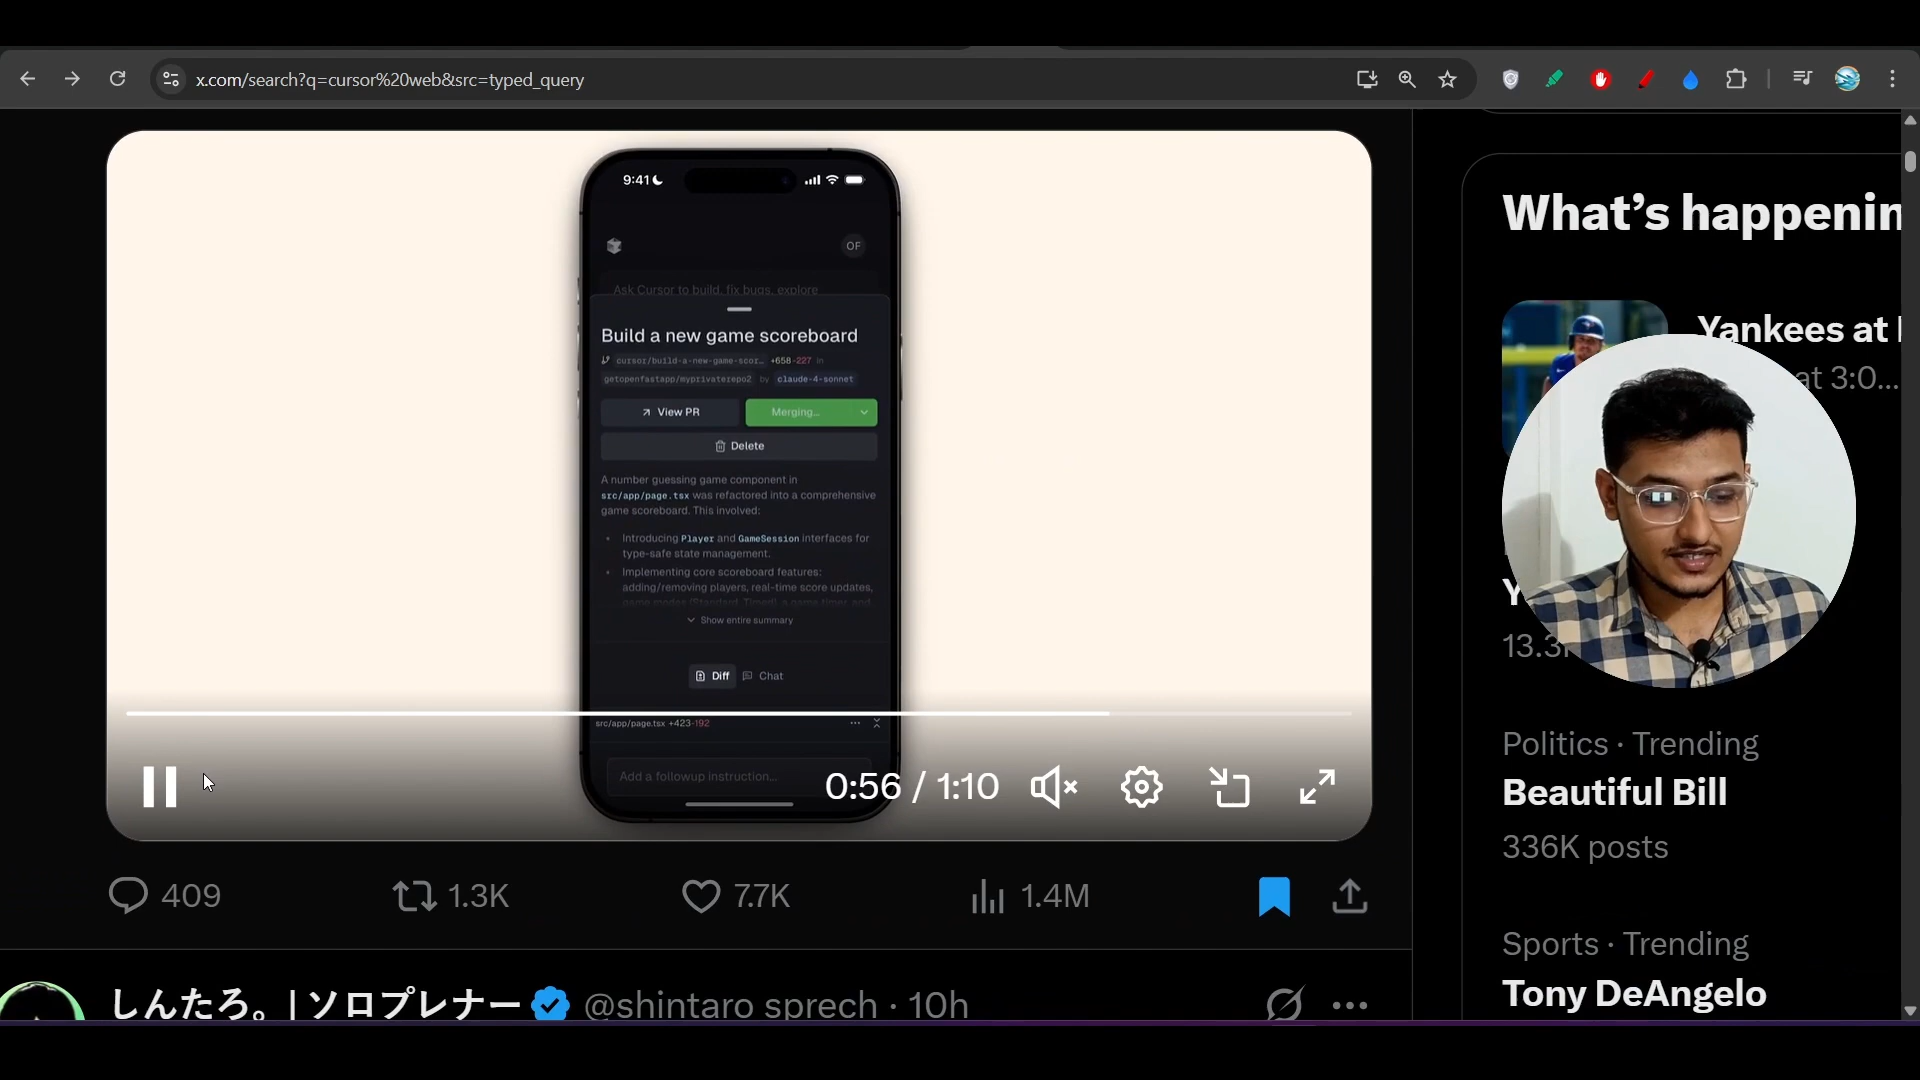 x.com/search?q=cursor%20web&src=typed_query
9:41
OF
Ask Cursor to build, fix bugs, explore
Build a new game scoreboard
cursor/build-a-new-game-scor... +658-227 in
getopenfastapp/myprivaterepo2 by claude-4-sonnet
View PR
Merging...
Delete
A number guessing game component in
src/app/page.tsx was refactored into a comprehensive
game scoreboard. This involved:
• Introducing Player and GameSession interfaces for
type-safe state management.
• Implementing core scoreboard features:
adding/removing players, real-time score updates,
game modes (Standard, Timed), a game timer, and
Show entire summary
Diff
Chat
src/app/page.tsx +423-192
Add a followup instruction...
0:56 / 1:10
409
1.3K
7.7K
1.4M
しんたろ。| ソロプレナー @shintaro sprech · 10h
What's happenin
Yankees at
at 3:0...
Y
13.3
Politics · Trending
Beautiful Bill
336K posts
Sports · Trending
Tony DeAngelo